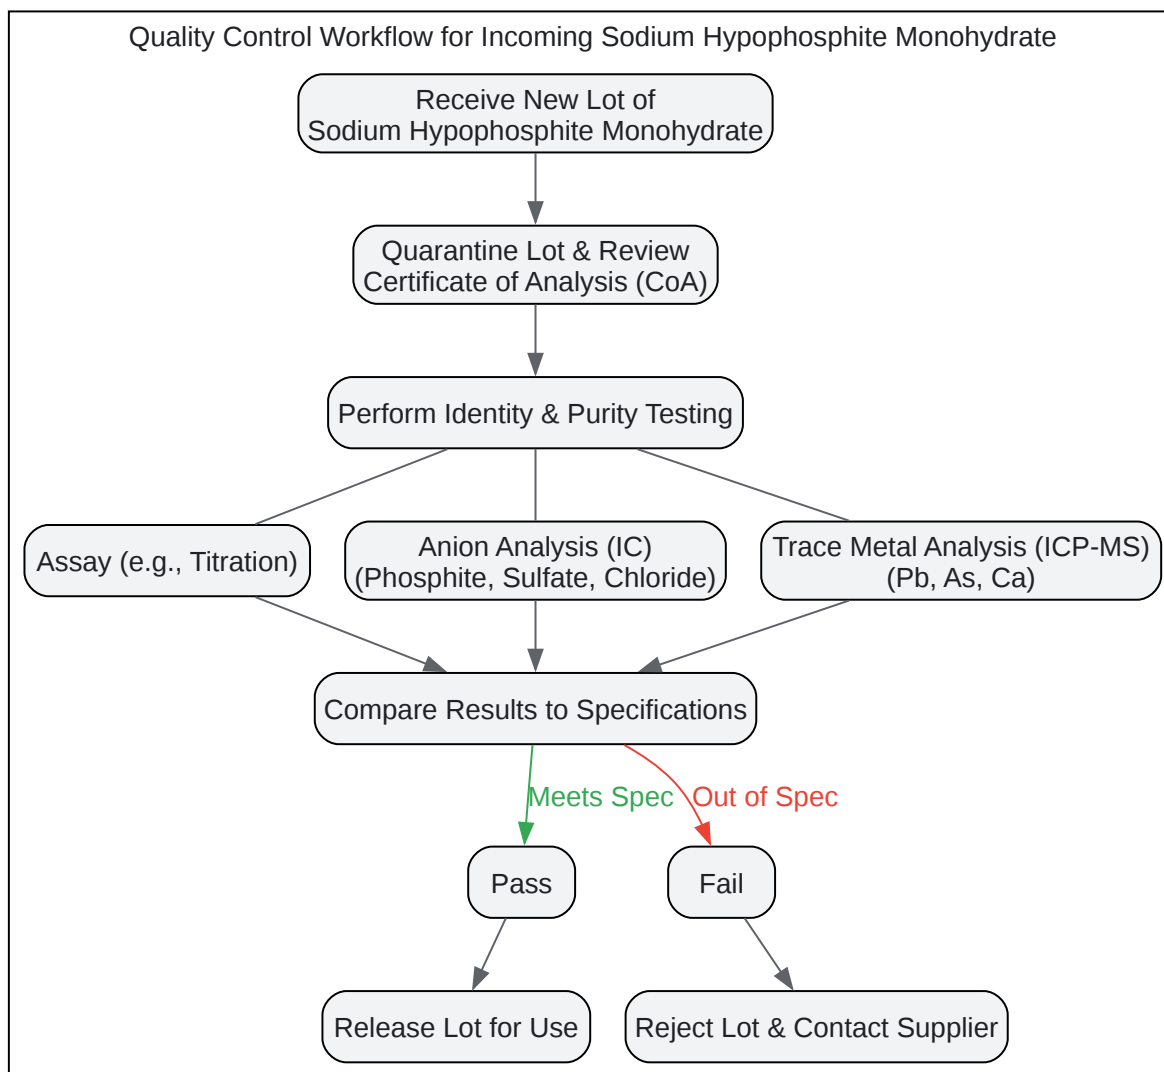 Quality Control Workflow for Incoming Sodium Hypophosphite Monohydrate
Receive New Lot of
Sodium Hypophosphite Monohydrate
Quarantine Lot & Review
Certificate of Analysis (CoA)
Perform Identity & Purity Testing
Assay (e.g., Titration)
Anion Analysis (IC)
(Phosphite, Sulfate, Chloride)
Trace Metal Analysis (ICP-MS)
(Pb, As, Ca)
Compare Results to Specifications
Meets Spec
Out of Spec
Pass
Fail
Release Lot for Use
Reject Lot & Contact Supplier